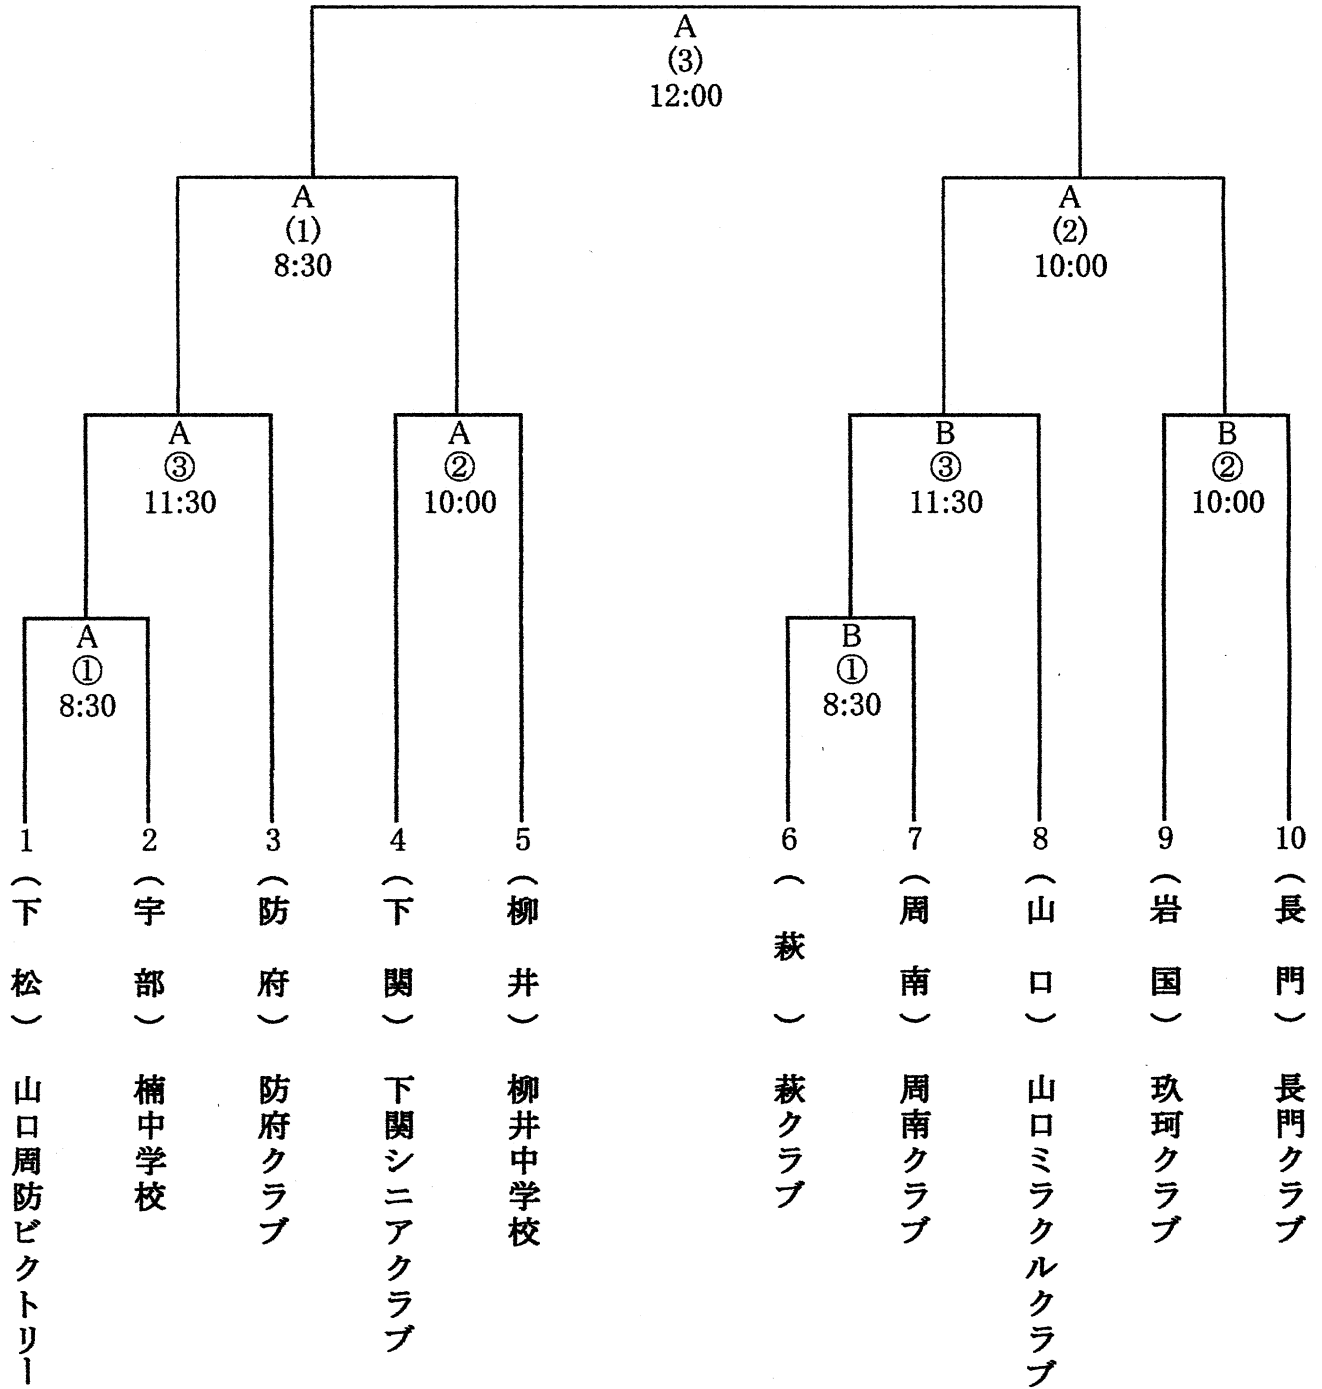 A
(3)
12:00
A
(1)
8:30
A
(2)
10:00
A
③
11:30
A
②
10:00
B
③
11:30
B
②
10:00
A
①
8:30
B
①
8:30
1
(下松) 山口周防ビクトリー
2
(宇部) 楠中学校
3
(防府) 防府クラブ
4
(下関) 下関シニアクラブ
5
(柳井) 柳井中学校
6
(萩) 萩クラブ
7
(周南) 周南クラブ
8
(山口) 山口ミラクルクラブ
9
(岩国) 玖珂クラブ
10
(長門) 長門クラブ